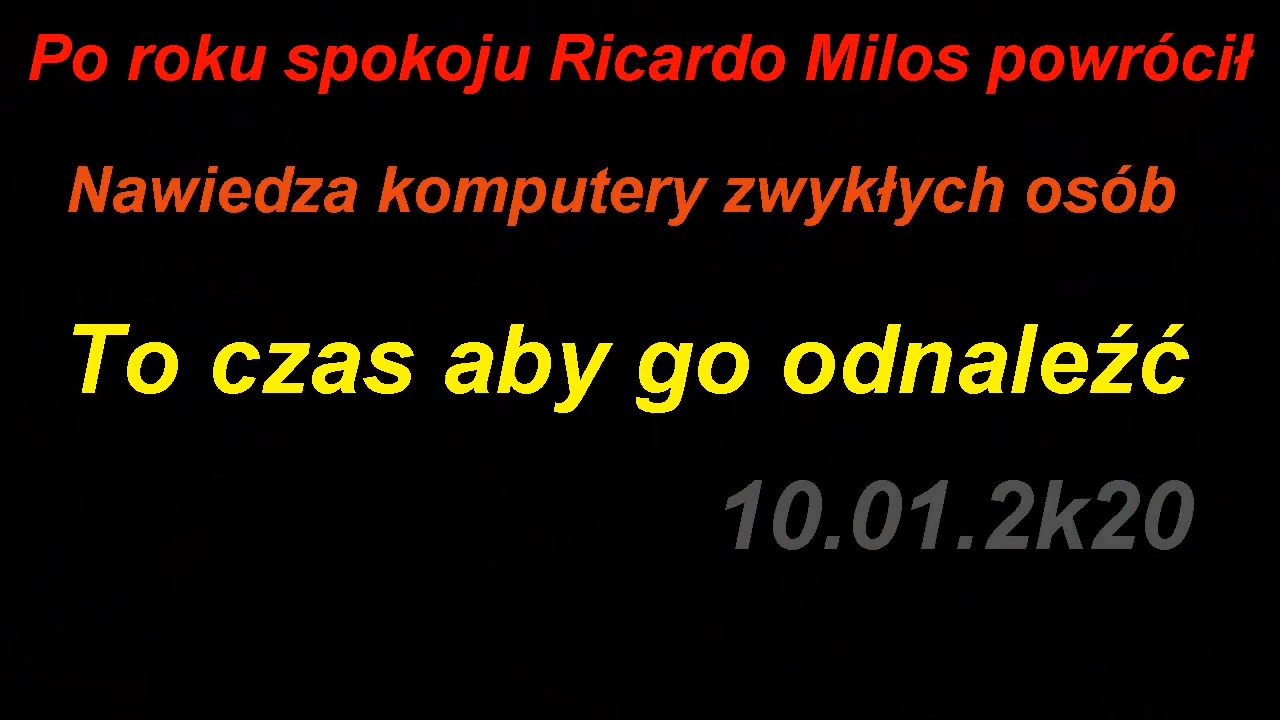 Po roku spokoju Ricardo Milos powrócił
Nawiedza komputery zwykłych osób
To czas aby go odnaleźć
10.01.2k20